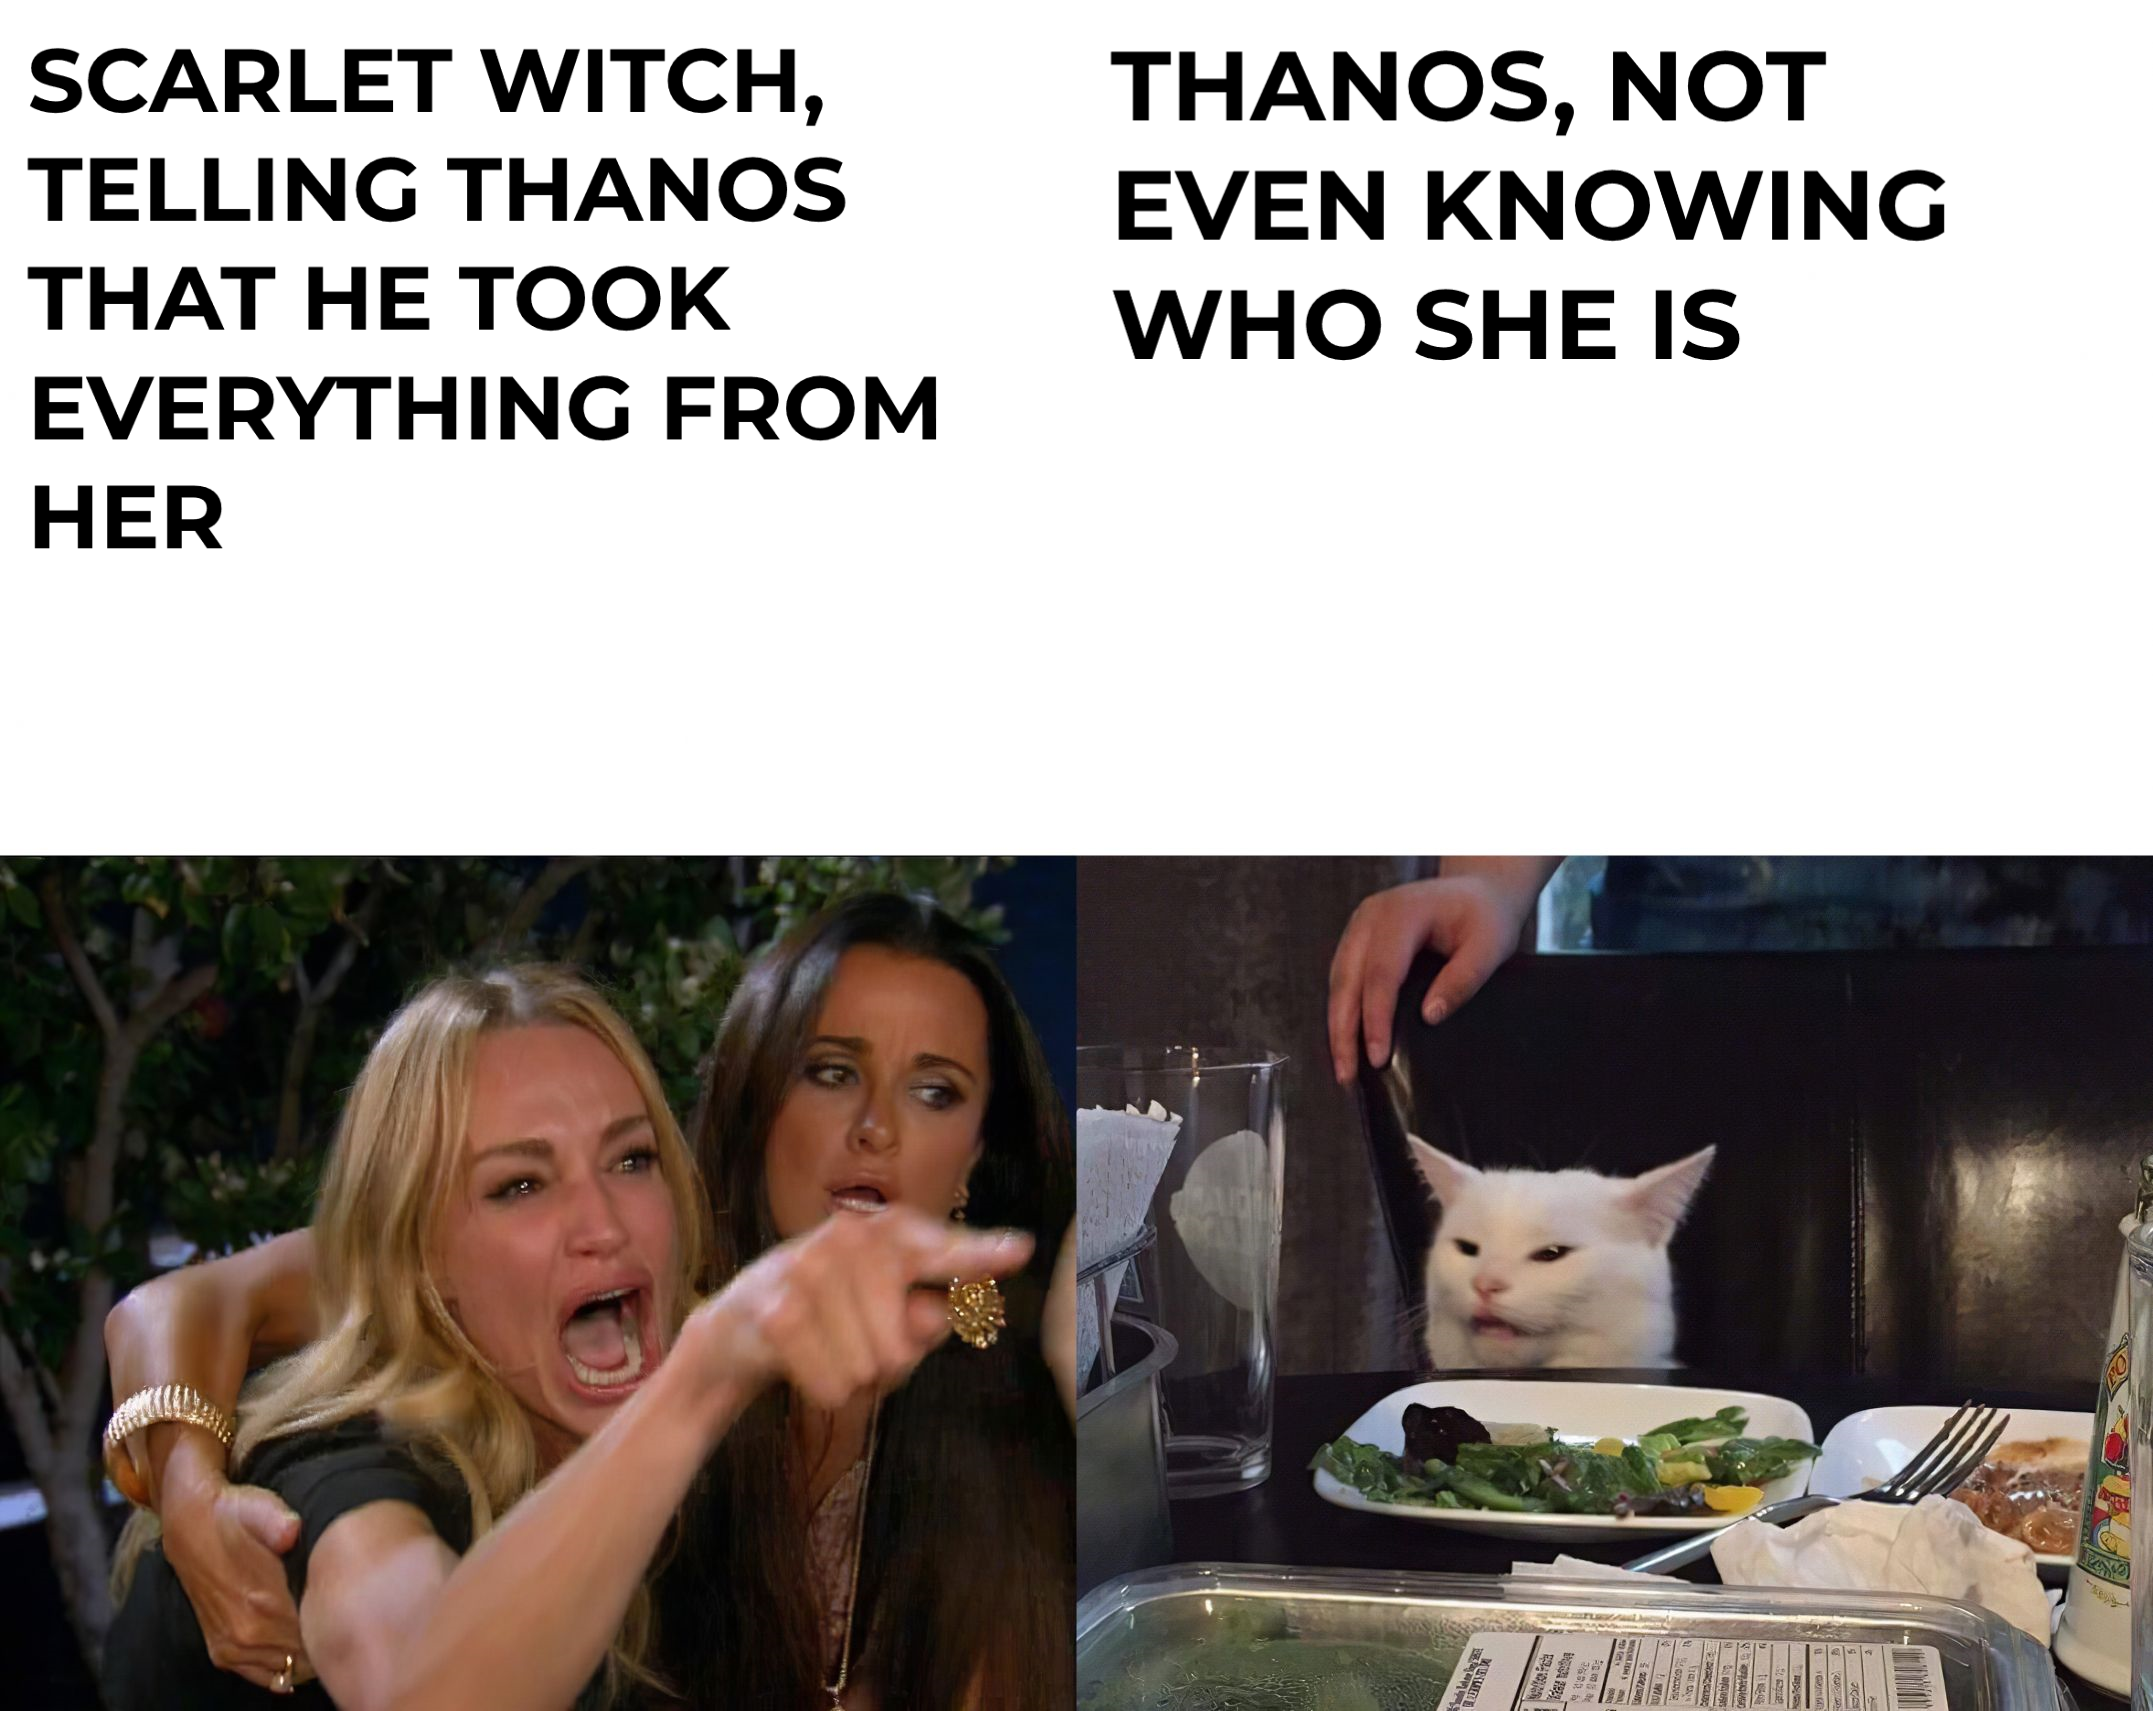 SCARLET WITCH,
TELLING THANOS
THAT HE TOOK
EVERYTHING FROM
HER
THANOS, NOT
EVEN KNOWING
WHO SHE IS